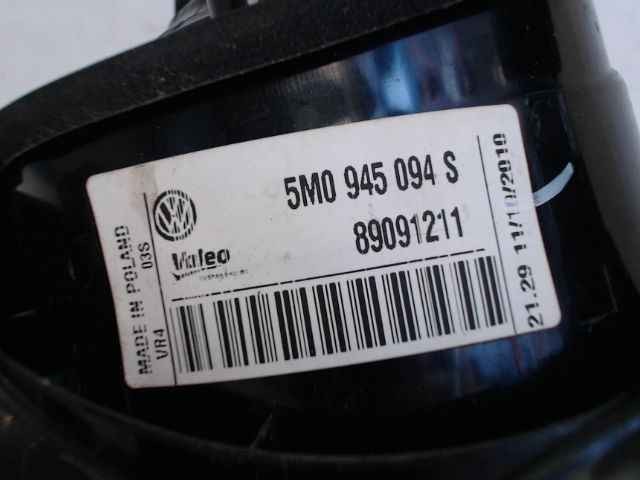 5M0 945 094 S
89091211
Valeo
MADE IN POLAND
03S
VR4
21:29 11/10/2010